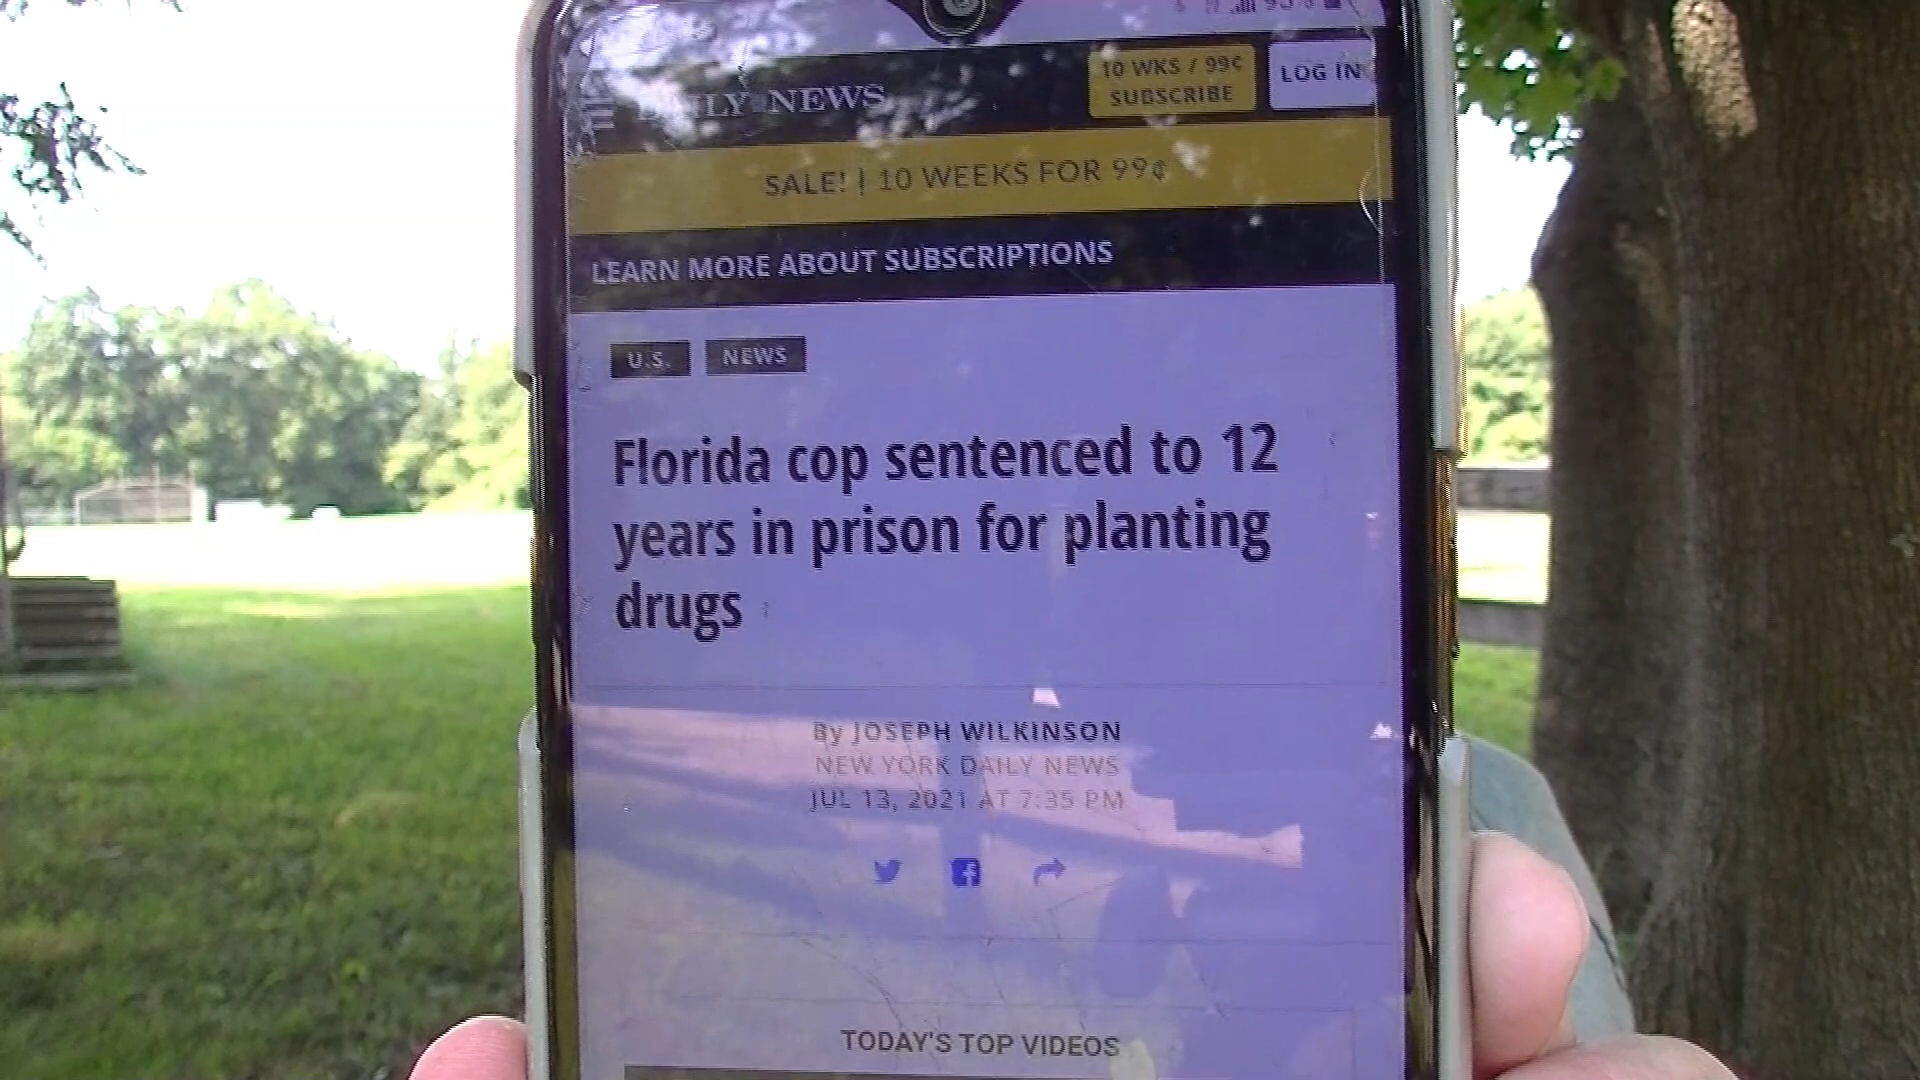 NEWS
10 WKS / 99¢
SUBSCRIBE
LOG IN
SALE! | 10 WEEKS FOR 99¢
LEARN MORE ABOUT SUBSCRIPTIONS
U.S. NEWS
Florida cop sentenced to 12
years in prison for planting
drugs
By JOSEPH WILKINSON
NEW YORK DAILY NEWS
JUL 13, 2021 AT 7:35 PM
TODAY'S TOP VIDEOS